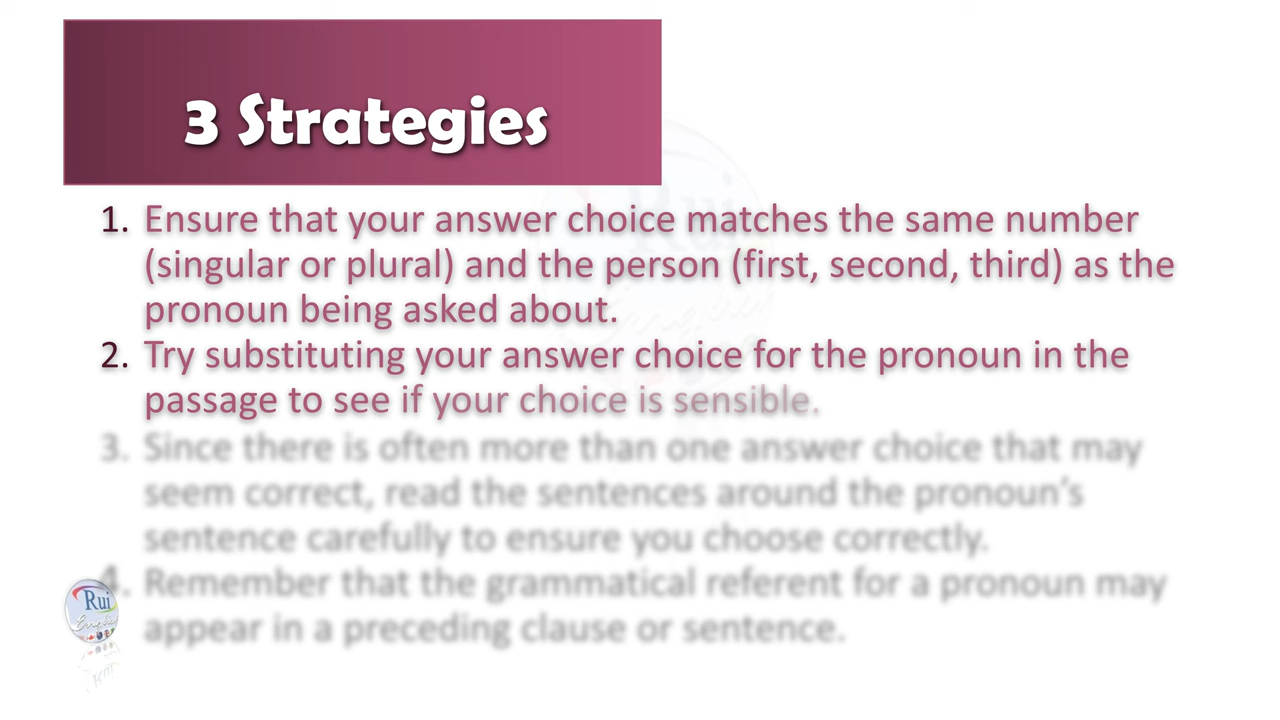 3 Strategies
1. Ensure that your answer choice matches the same number
(singular or plural) and the person (first, second, third) as the
pronoun being asked about.
2. Try substituting your answer choice for the pronoun in the
passage to see if your choice is sensible.
3. Since there is often more than one answer choice that may
seem correct, read the sentences around the pronoun's
sentence carefully to ensure you choose correctly.
4. Remember that the grammatical referent for a pronoun may
appear in a preceding clause or sentence.
Rui
English